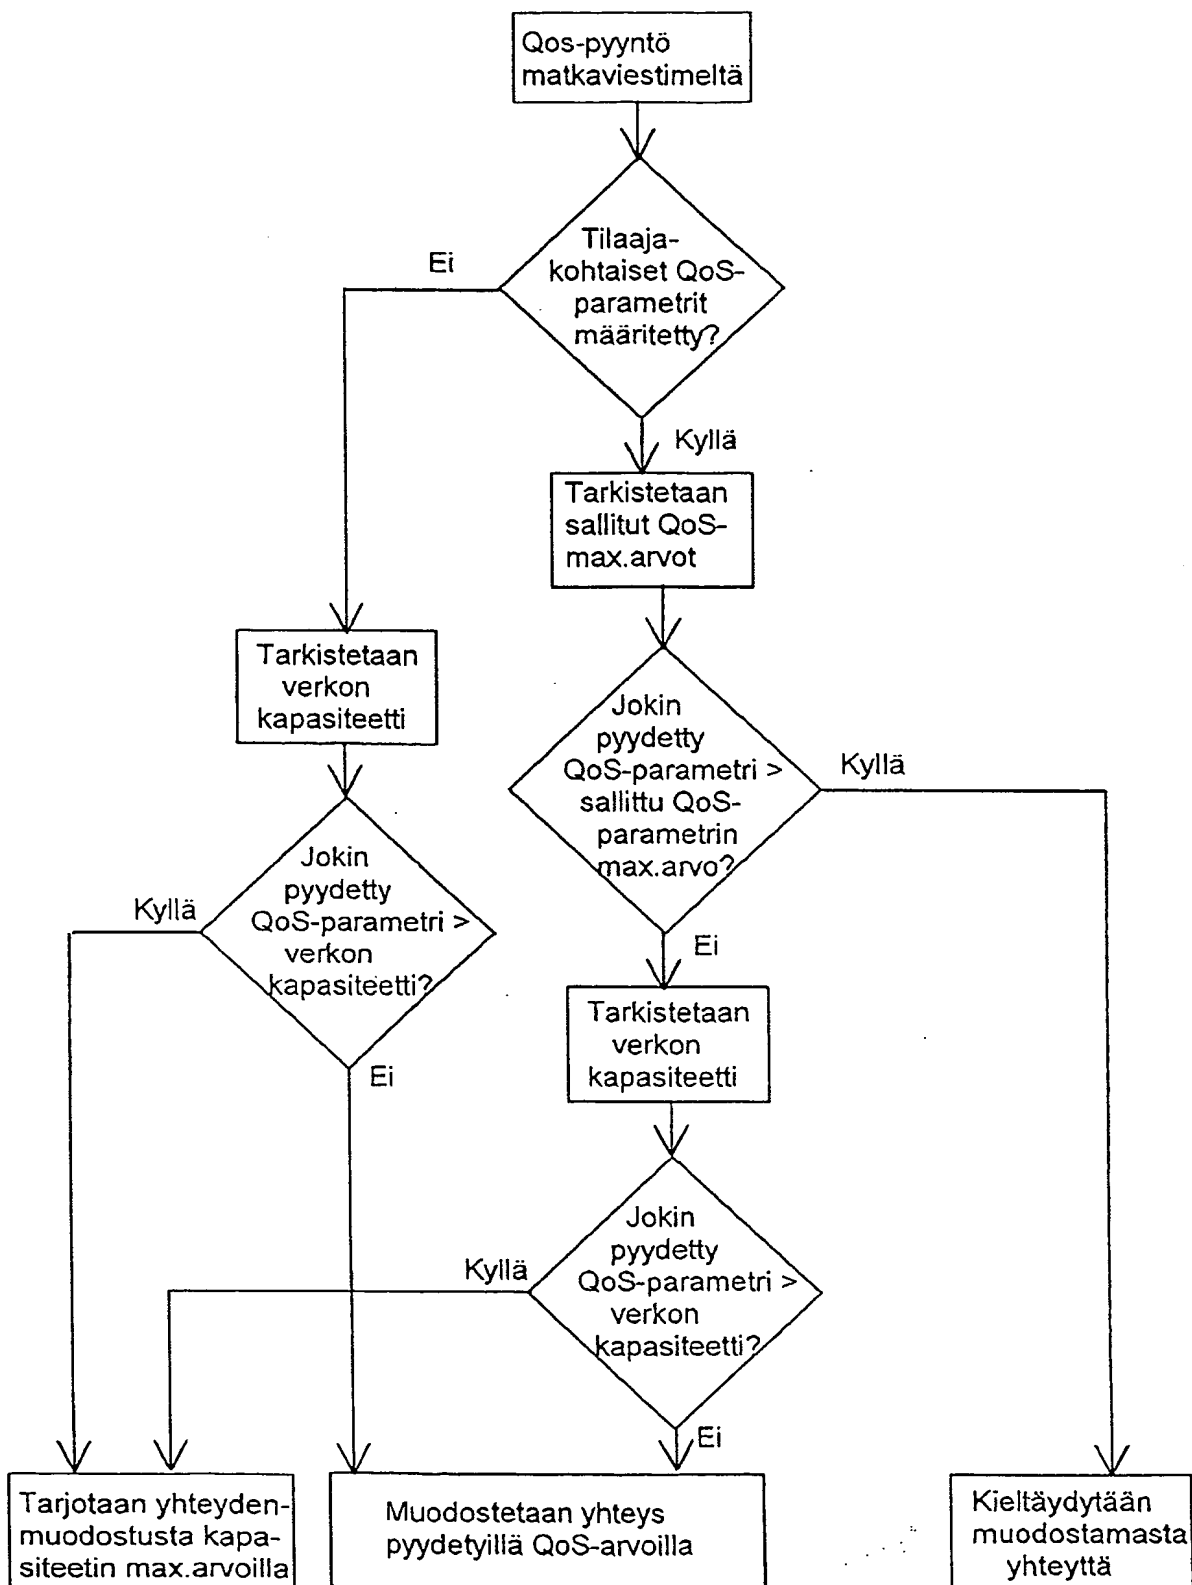 Qos-pyyntö
matkaviestimeltä
Tilaaja-
kohtaiset QoS-
parametrit
määritetty?
Ei
Kyllä
Tarkistetaan
sallitut QoS-
max.arvot
Tarkistetaan
verkon
kapasiteetti
Jokin
pyydetty
QoS-parametri >
sallittu QoS-
parametrin
max.arvo?
Kyllä
Jokin
pyydetty
QoS-parametri >
verkon
kapasiteetti?
Kyllä
Ei
Ei
Tarkistetaan
verkon
kapasiteetti
Jokin
pyydetty
QoS-parametri >
verkon
kapasiteetti?
Kyllä
Ei
Tarjotaan yhteyden-
muodostusta kapa-
siteetin max.arvoilla
Muodostetaan yhteys
pyydetyillä QoS-arvoilla
Kieltäydytään
muodostamasta
yhteyttä